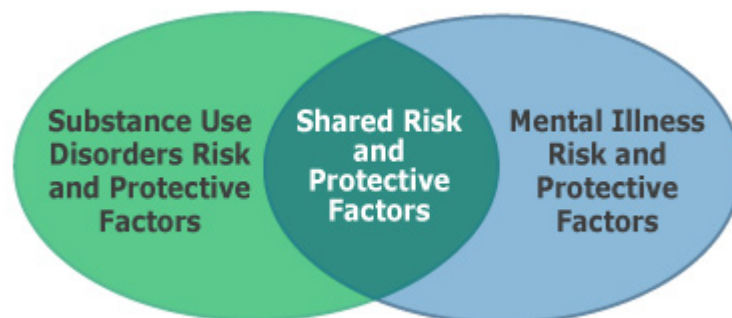 Substance Use
Disorders Risk
and Protective
Factors
Shared Risk
and
Protective
Factors
Mental Illness
Risk and
Protective
Factors